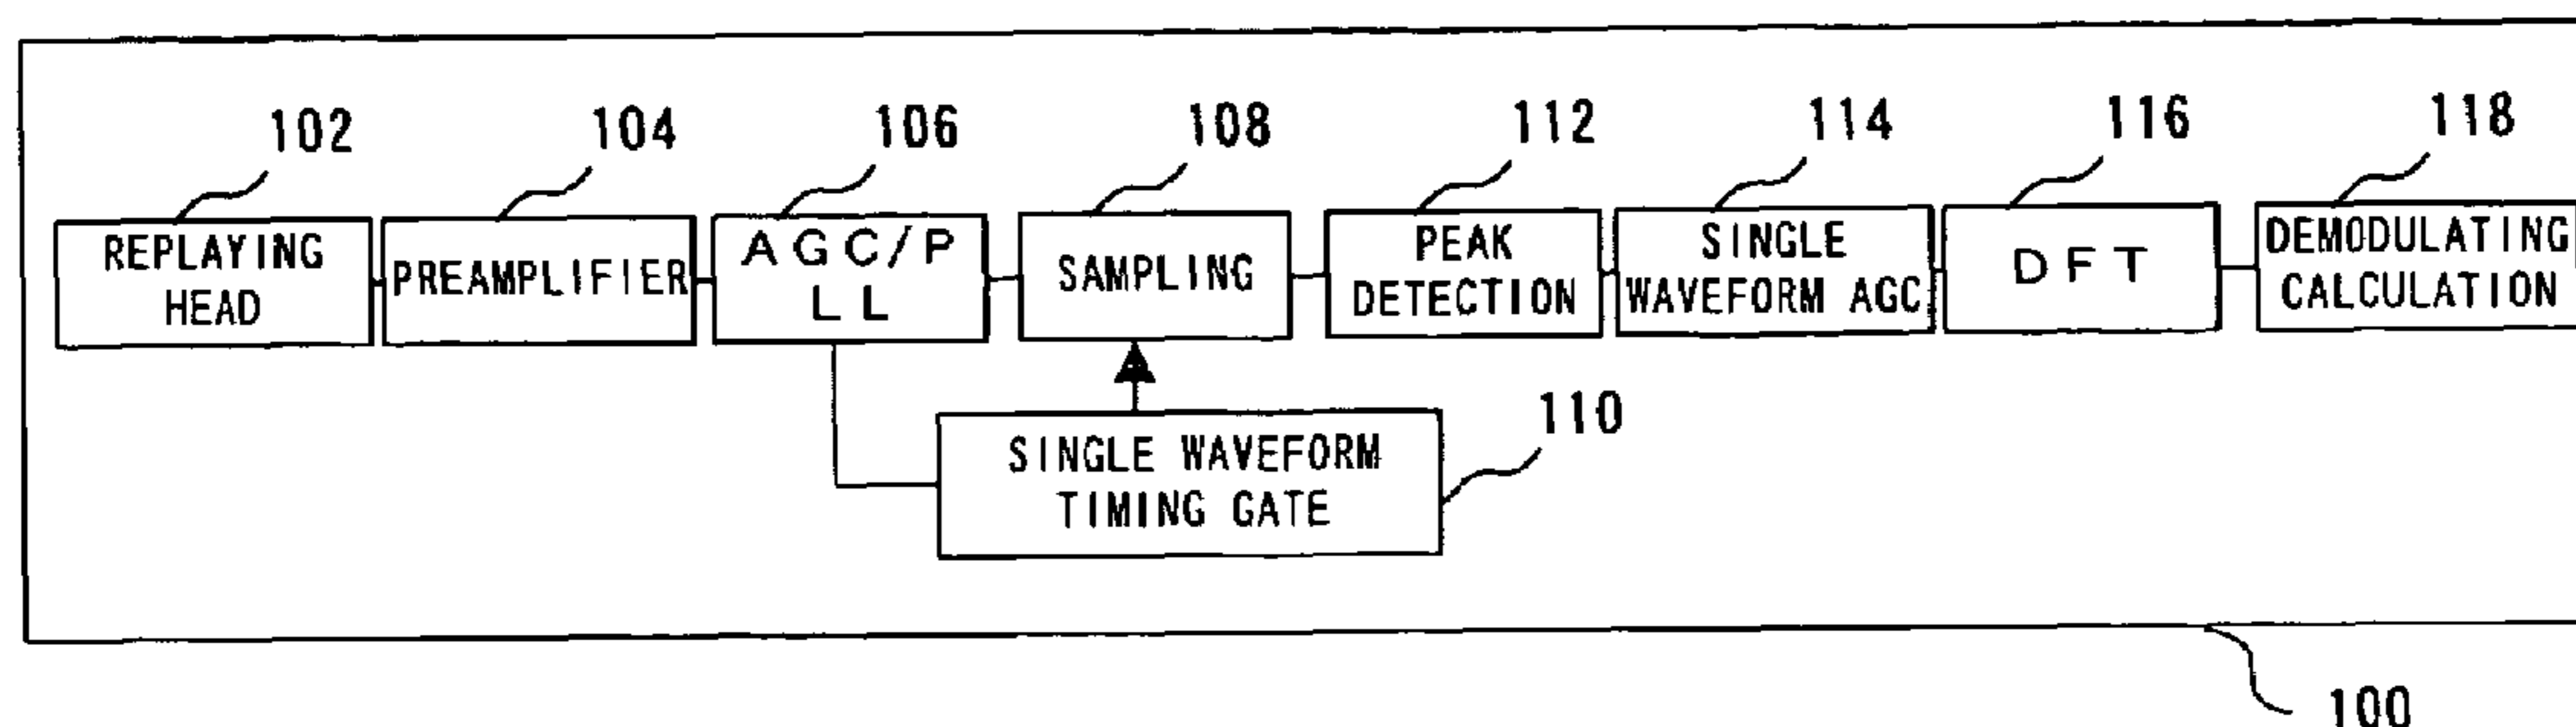 102
104
106
108
112
114
116
118
REPLAYING
HEAD
PREAMPLIFIER
AGC/P
LL
SAMPLING
PEAK
DETECTION
SINGLE
WAVEFORM AGC
DFT
DEMODULATING
CALCULATION
110
SINGLE WAVEFORM
TIMING GATE
100